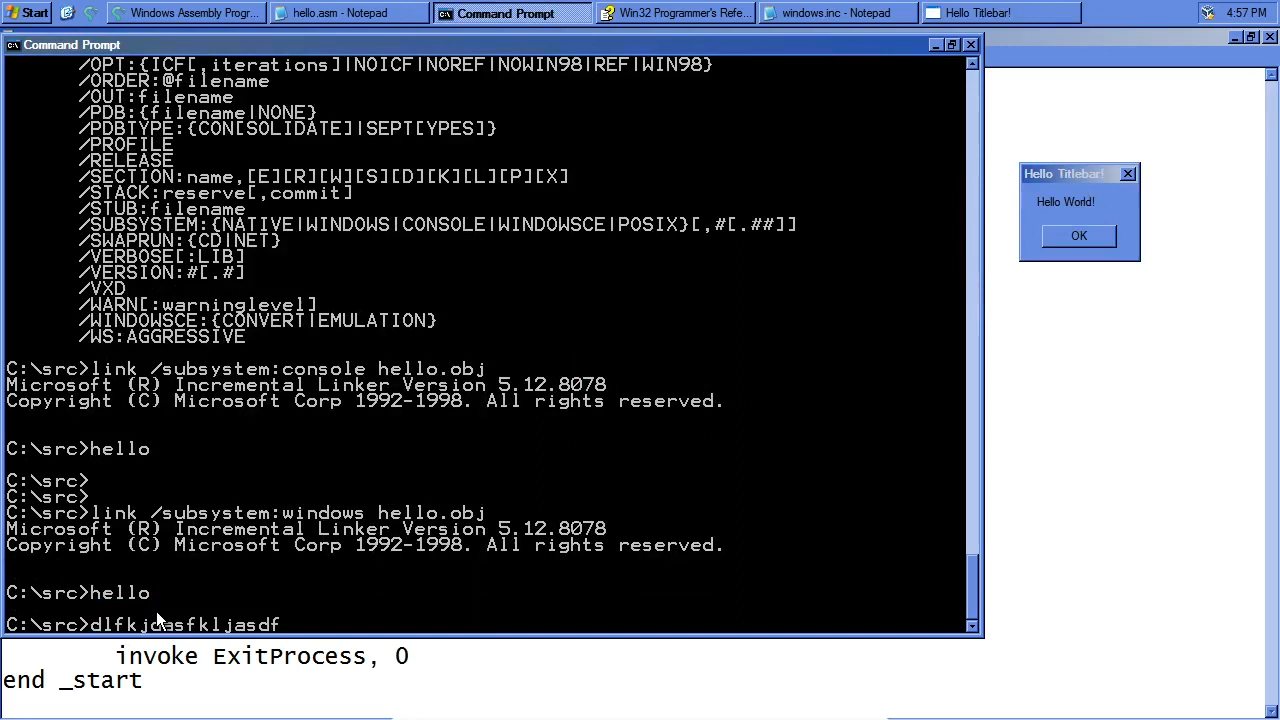 Start
Windows Assembly Progr...
hello.asm - Notepad
Command Prompt
Win32 Programmer's Refe...
windows.inc - Notepad
Hello Titlebar!
4:57 PM
Command Prompt
/OPT:{ICF[,iterations]|NOICF|NOREF|NOWIN98|REF|WIN98}
/ORDER:@filename
/OUT:filename
/PDB:{filename|NONE}
/PDBTYPE:{CON[SOLIDATE]|SEPT[YPES]}
/PROFILE
/RELEASE
/SECTION:name,[E][R][W][S][D][K][L][P][X]
/STACK:reserve[,commit]
/STUB:filename
/SUBSYSTEM:{NATIVE|WINDOWS|CONSOLE|WINDOWSCE|POSIX}[,#[.##]]
/SWAPRUN:{CD|NET}
/VERBOSE[:LIB]
/VERSION:#[.#]
/VXD
/WARN[:warninglevel]
/WINDOWSCE:{CONVERT|EMULATION}
/WS:AGGRESSIVE
C:\src>link /subsystem:console hello.obj
Microsoft (R) Incremental Linker Version 5.12.8078
Copyright (C) Microsoft Corp 1992-1998. All rights reserved.
C:\src>hello
C:\src>
C:\src>
C:\src>link /subsystem:windows hello.obj
Microsoft (R) Incremental Linker Version 5.12.8078
Copyright (C) Microsoft Corp 1992-1998. All rights reserved.
C:\src>hello
C:\src>
Hello Titlebar!
Hello World!
OK
invoke ExitProcess, 0
end _start